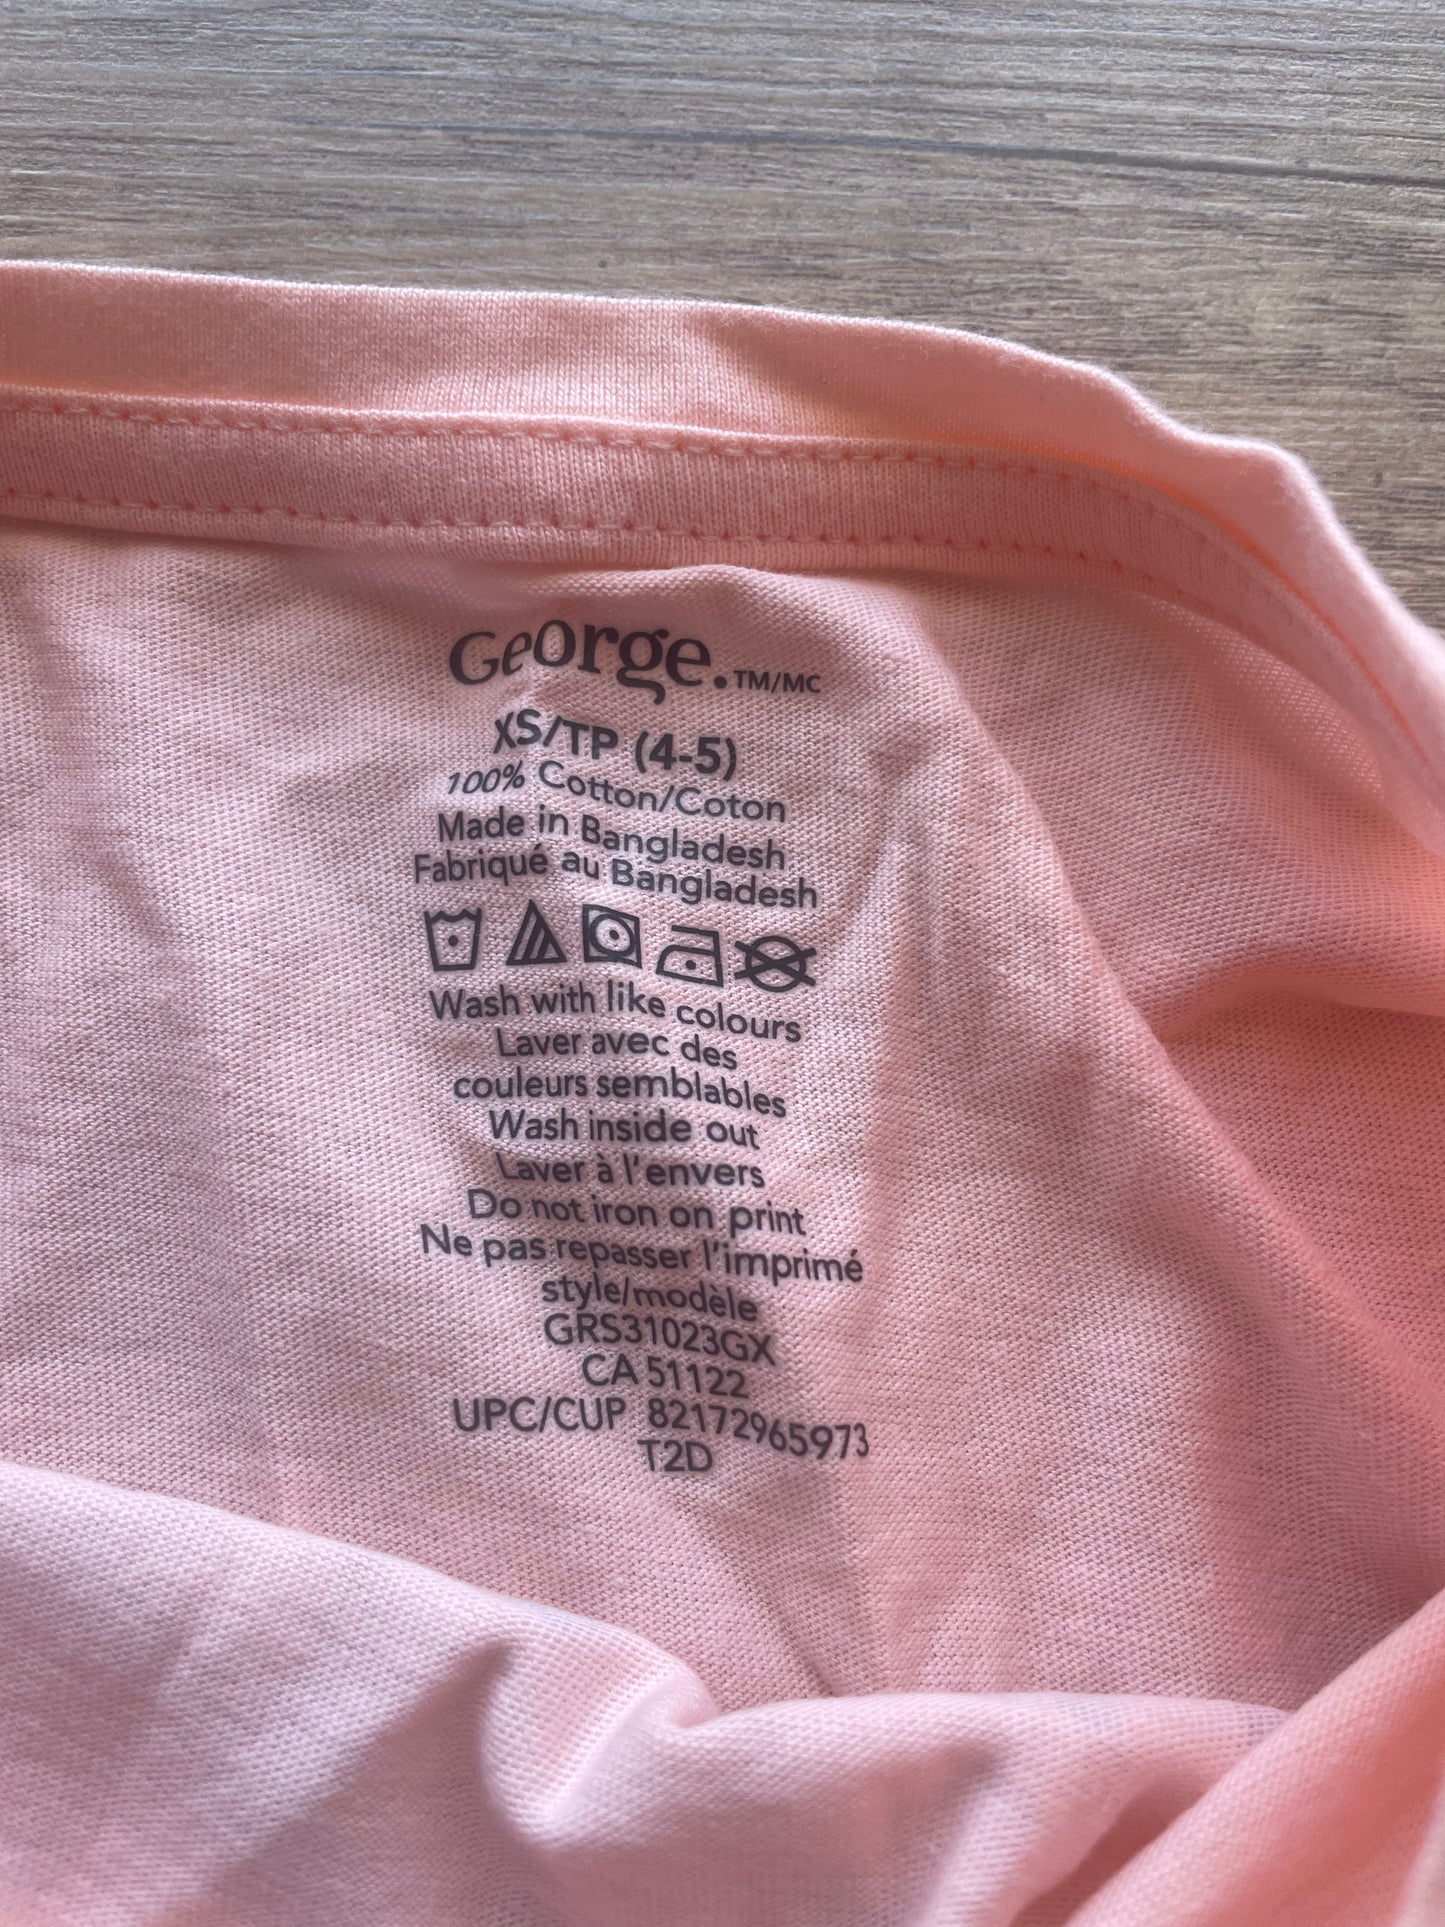 George.™/MC
XS/TP (4-5)
100% Cotton/Coton
Made in Bangladesh
Fabriqué au Bangladesh
Wash with like colours
Laver avec des
couleurs semblables
Wash inside out
Laver à l'envers
Do not iron on print
Ne pas repasser l'imprimé
style/modèle
GRS31023GX
CA 51122
UPC/CUP 82172965973
T2D